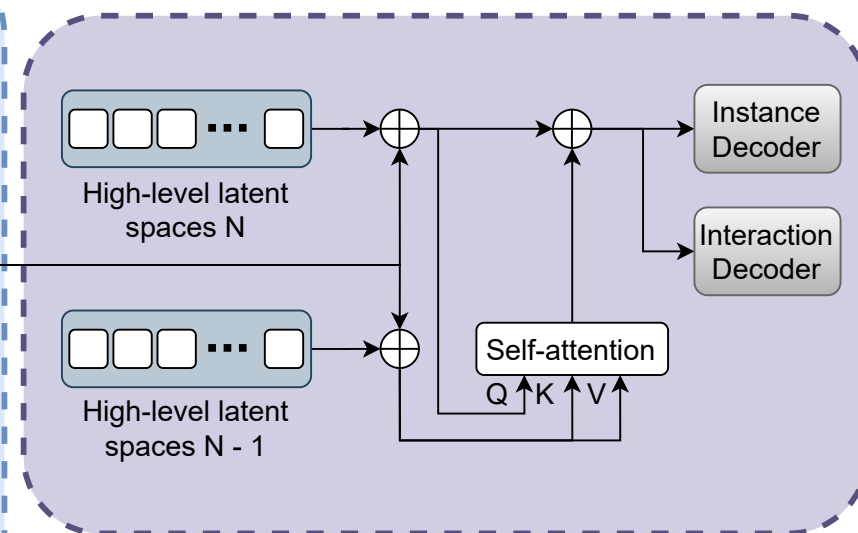 High-level latent
spaces N
Instance
Decoder
Interaction
Decoder
High-level latent
spaces N - 1
Self-attention
Q K V